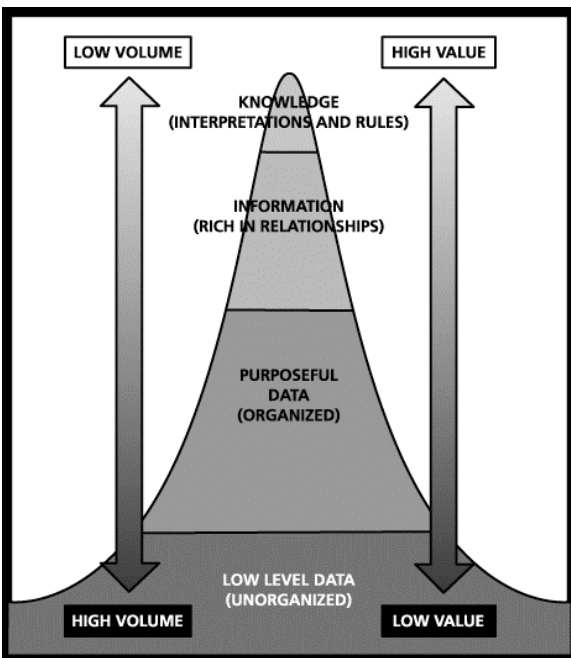 LOW VOLUME
HIGH VALUE
KNOWLEDGE
(INTERPRETATIONS AND RULES)
INFORMATION
(RICH IN RELATIONSHIPS)
PURPOSEFUL
DATA
(ORGANIZED)
LOW LEVEL DATA
(UNORGANIZED)
HIGH VOLUME
LOW VALUE